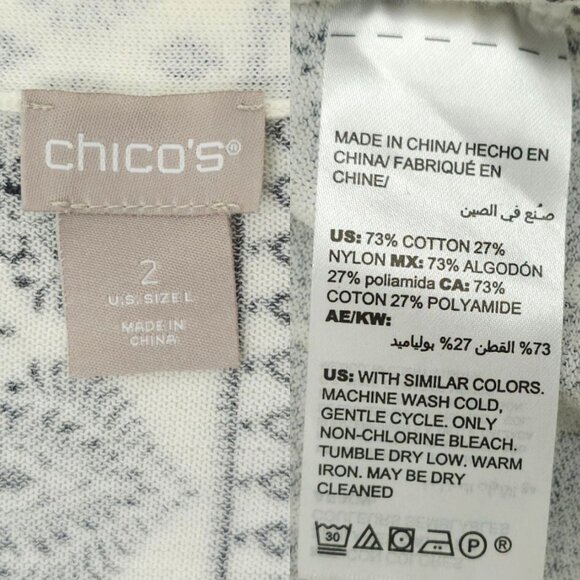 chico's®
2
U.S. SIZE L
MADE IN
CHINA
MADE IN CHINA/ HECHO EN
CHINA/ FABRIQUÉ EN
CHINE/
صنع في الصين
US: 73% COTTON 27%
NYLON MX: 73% ALGODÓN
27% poliamida CA: 73%
COTON 27% POLYAMIDE
AE/KW:
73% القطن 27% بولياميد
US: WITH SIMILAR COLORS.
MACHINE WASH COLD,
GENTLE CYCLE. ONLY
NON-CHLORINE BLEACH.
TUMBLE DRY LOW. WARM
IRON. MAY BE DRY
CLEANED
30 P ®